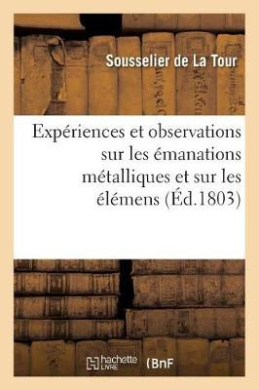 Sousselier de La Tour
Expériences et observations
sur les émanations
métalliques et sur les
élémens (Éd.1803)
hachette
LIVRE
{BnF